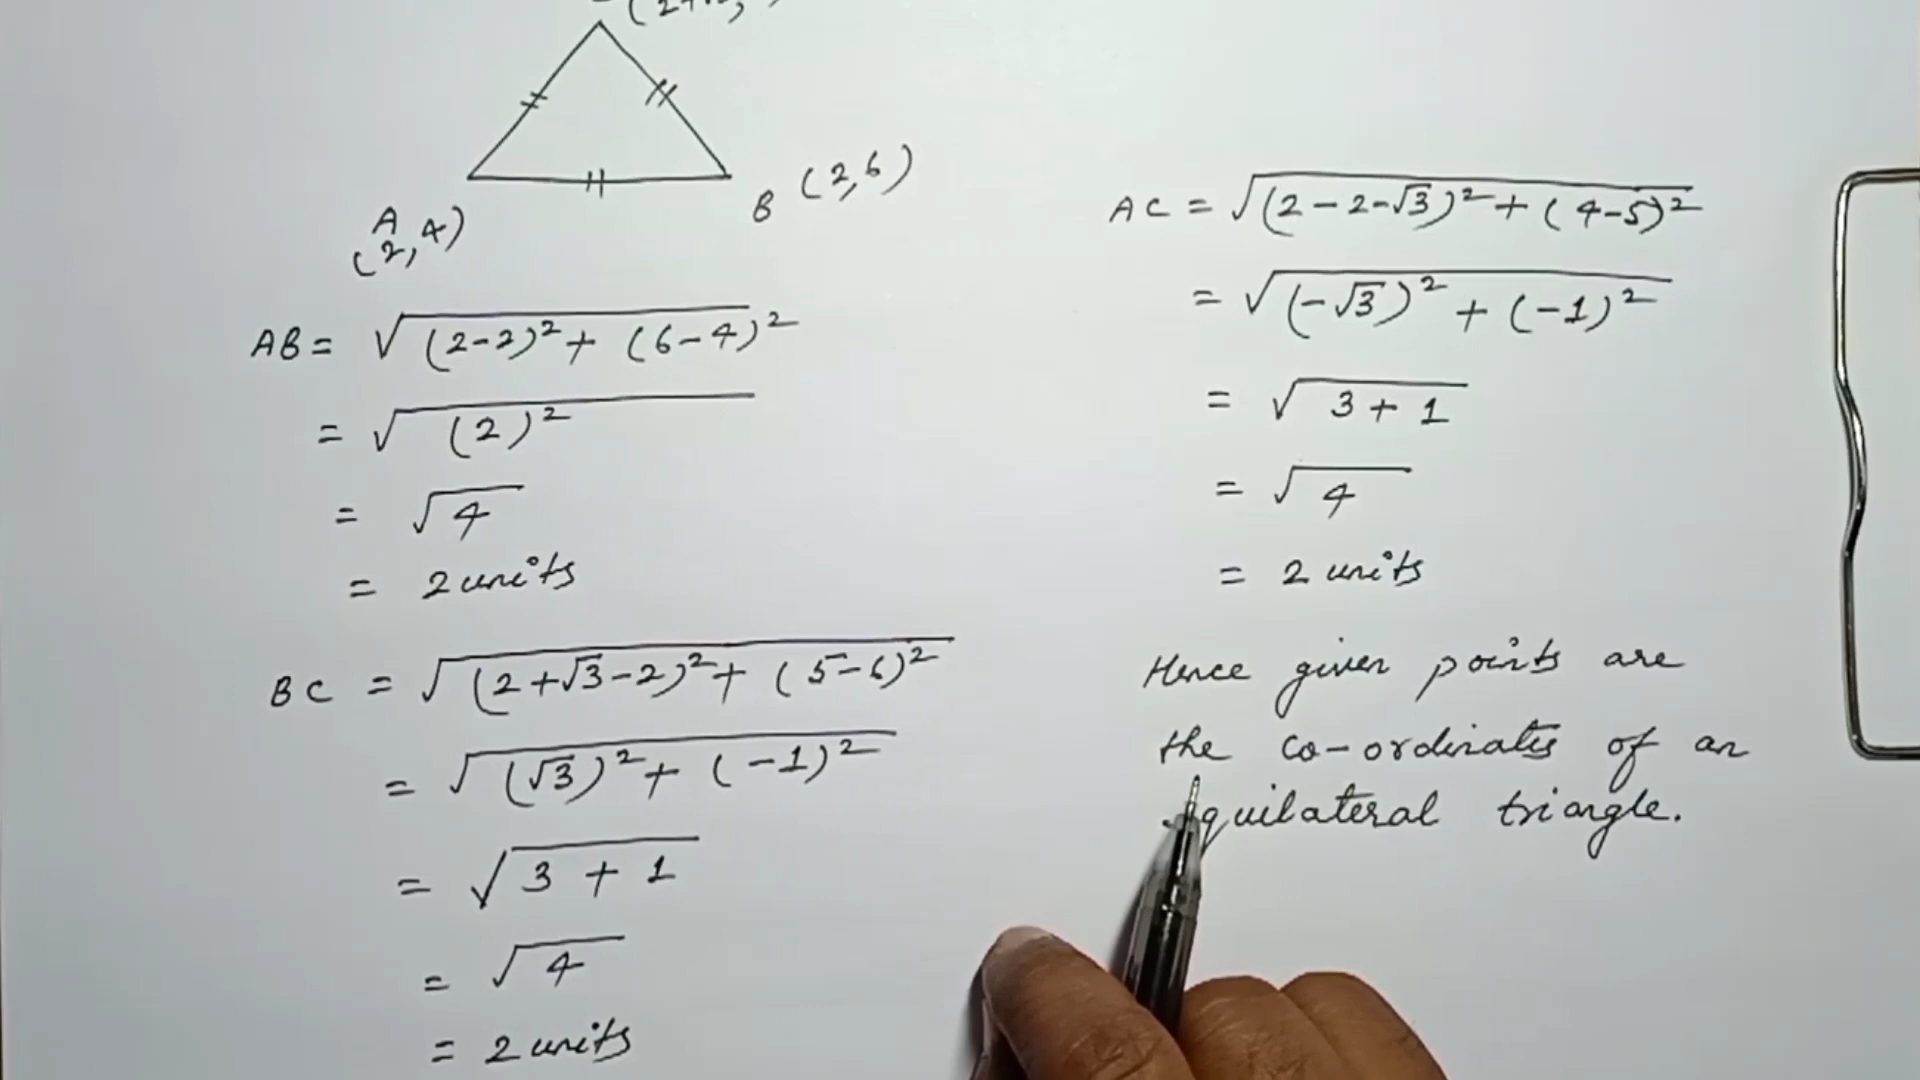 A
(2,4)
B (2,6)
AB = √(2-2)² + (6-4)²
= √(2)²
= √4
= 2 units
BC = √(2+√3-2)² + (5-6)²
= √(√3)² + (-1)²
= √3 + 1
= √4
= 2 units
AC = √(2-2-√3)² + (4-5)²
= √(-√3)² + (-1)²
= √3 + 1
= √4
= 2 units
Hence given points are
the co-ordinates of an
equilateral triangle.